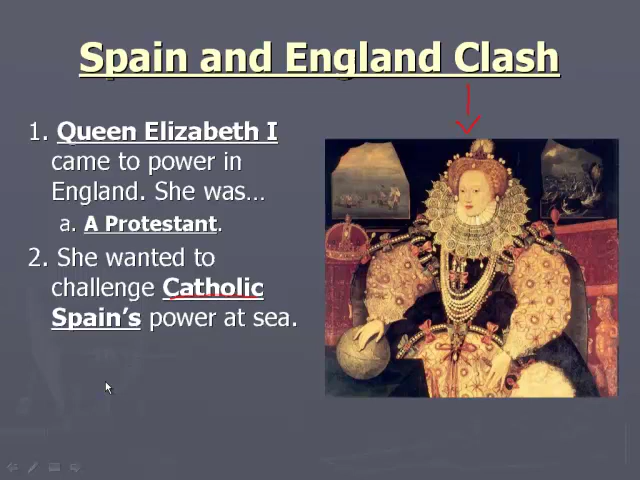 Spain and England Clash
1. Queen Elizabeth I
came to power in
England. She was…
a. A Protestant.
2. She wanted to
challenge Catholic
Spain’s power at sea.